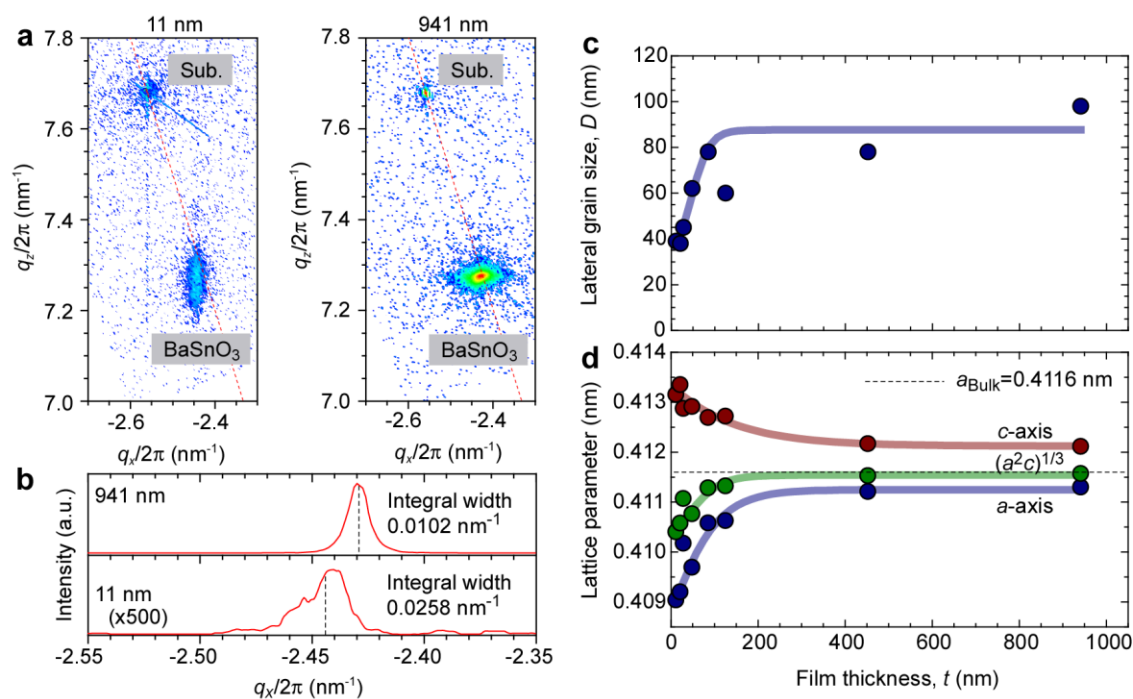 a
11 nm
941 nm
7.8
7.6
7.4
7.2
7.0
qz/2π (nm-1)
Sub.
BaSnO3
-2.6
-2.4
qx/2π (nm-1)
7.8
7.6
7.4
7.2
7.0
qz/2π (nm-1)
Sub.
BaSnO3
-2.6
-2.4
qx/2π (nm-1)
b
Intensity (a.u.)
941 nm
Integral width
0.0102 nm-1
11 nm
(x500)
Integral width
0.0258 nm-1
-2.55
-2.50
-2.45
-2.40
-2.35
qx/2π (nm-1)
c
Lateral grain size, D (nm)
120
100
80
60
40
20
0
d
Lattice parameter (nm)
0.414
0.413
0.412
0.411
0.410
0.409
aBulk=0.4116 nm
c-axis
(a2c)1/3
a-axis
0
200
400
600
800
1000
Film thickness, t (nm)